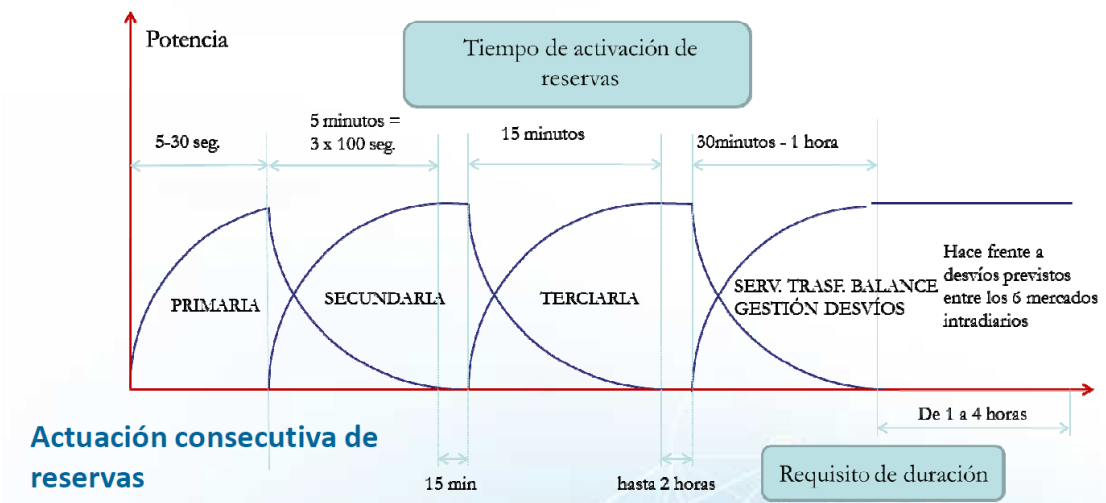 Potencia
Tiempo de activación de
reservas
5-30 seg.
5 minutos =
3 x 100 seg.
15 minutos
30minutos - 1 hora
PRIMARIA
SECUNDARIA
TERCIARIA
SERV. TRASF. BALANCE
GESTIÓN DESVÍOS
Hace frente a
desvíos previstos
entre los 6 mercados
intradiarios
De 1 a 4 horas
Actuación consecutiva de
reservas
15 min
hasta 2 horas
Requisito de duración